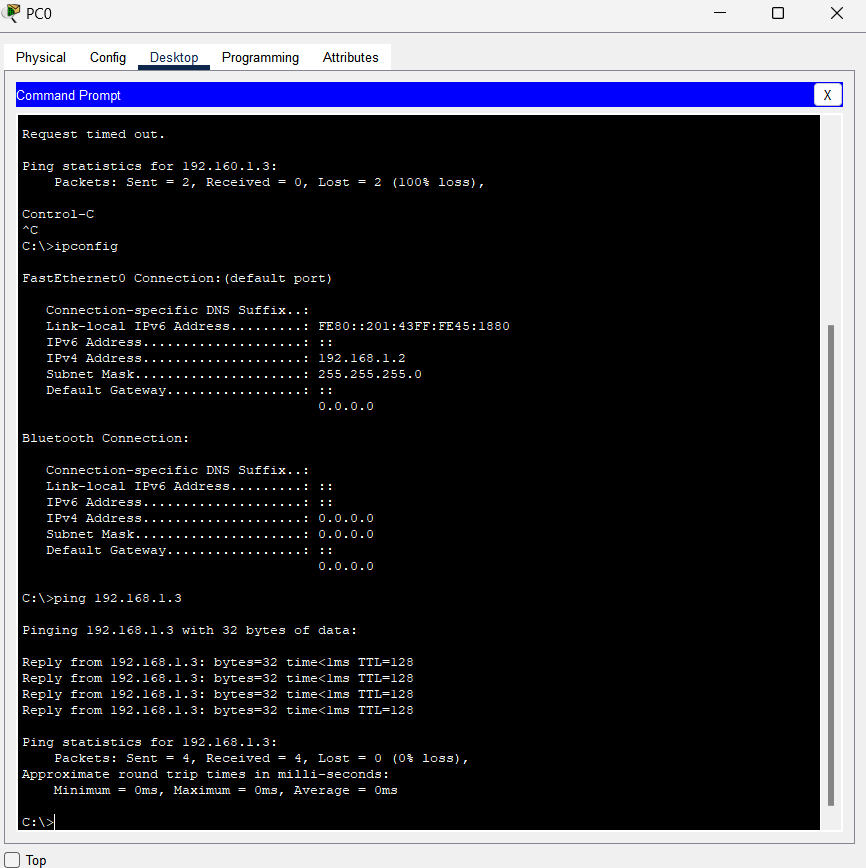 PC0
Physical Config Desktop Programming Attributes
Command Prompt X
Request timed out.
Ping statistics for 192.160.1.3:
    Packets: Sent = 2, Received = 0, Lost = 2 (100% loss),
Control-C
^C
C:\>ipconfig
FastEthernet0 Connection:(default port)
   Connection-specific DNS Suffix..:
   Link-local IPv6 Address.........: FE80::201:43FF:FE45:1880
   IPv6 Address....................: ::
   IPv4 Address....................: 192.168.1.2
   Subnet Mask.....................: 255.255.255.0
   Default Gateway.................: ::
                                     0.0.0.0
Bluetooth Connection:
   Connection-specific DNS Suffix..:
   Link-local IPv6 Address.........: ::
   IPv6 Address....................: ::
   IPv4 Address....................: 0.0.0.0
   Subnet Mask.....................: 0.0.0.0
   Default Gateway.................: ::
                                     0.0.0.0
C:\>ping 192.168.1.3
Pinging 192.168.1.3 with 32 bytes of data:
Reply from 192.168.1.3: bytes=32 time<1ms TTL=128
Reply from 192.168.1.3: bytes=32 time<1ms TTL=128
Reply from 192.168.1.3: bytes=32 time<1ms TTL=128
Reply from 192.168.1.3: bytes=32 time<1ms TTL=128
Ping statistics for 192.168.1.3:
    Packets: Sent = 4, Received = 4, Lost = 0 (0% loss),
Approximate round trip times in milli-seconds:
    Minimum = 0ms, Maximum = 0ms, Average = 0ms
C:\>
Top